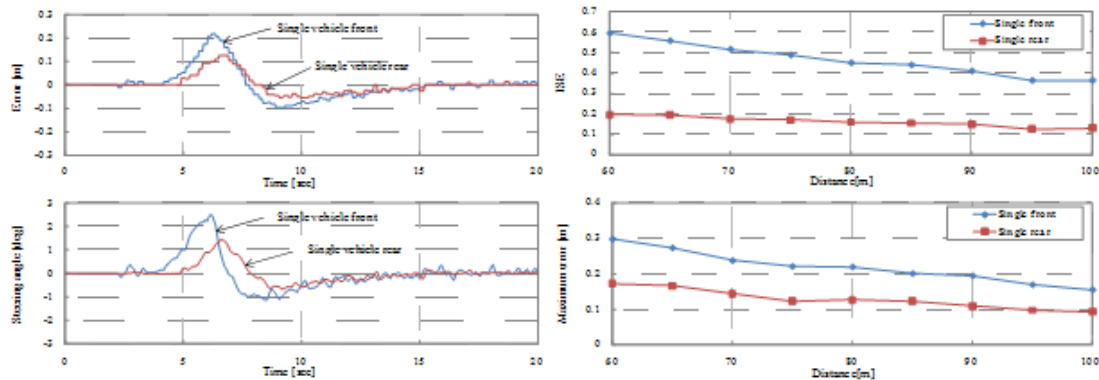 Error [m]
0.3
0.2
0.1
0
-0.1
-0.2
-0.3
Single vehicle front
Single vehicle rear
0 5 10 15 20
Time [sec]
ISE
0.7
0.6
0.5
0.4
0.3
0.2
0.1
0
Single front
Single rear
60 70 80 90 100
Distance[m]
Steering angle [deg]
3
2
1
0
-1
-2
-3
Single vehicle front
Single vehicle rear
0 5 10 15 20
Time [sec]
Maximum error [m]
0.4
0.3
0.2
0.1
0
Single front
Single rear
60 70 80 90 100
Distance[m]